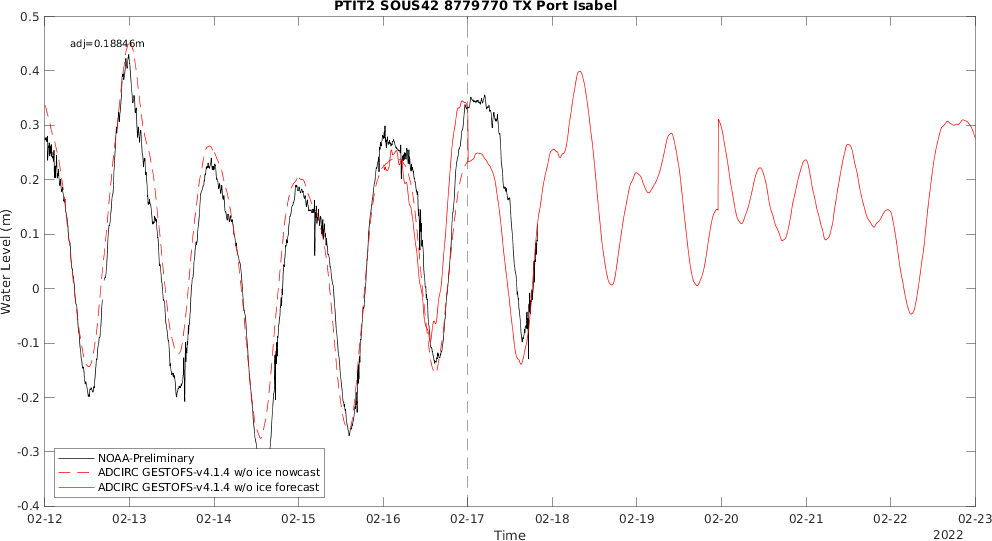 PTIT2 SOUS42 8779770 TX Port Isabel
adj=0.18846m
0.5
0.4
0.3
0.2
0.1
0
-0.1
-0.2
-0.3
-0.4
Water Level (m)
NOAA-Preliminary
ADCIRC GESTOFS-v4.1.4 w/o ice nowcast
ADCIRC GESTOFS-v4.1.4 w/o ice forecast
02-12 02-13 02-14 02-15 02-16 02-17 02-18 02-19 02-20 02-21 02-22 02-23
Time
2022